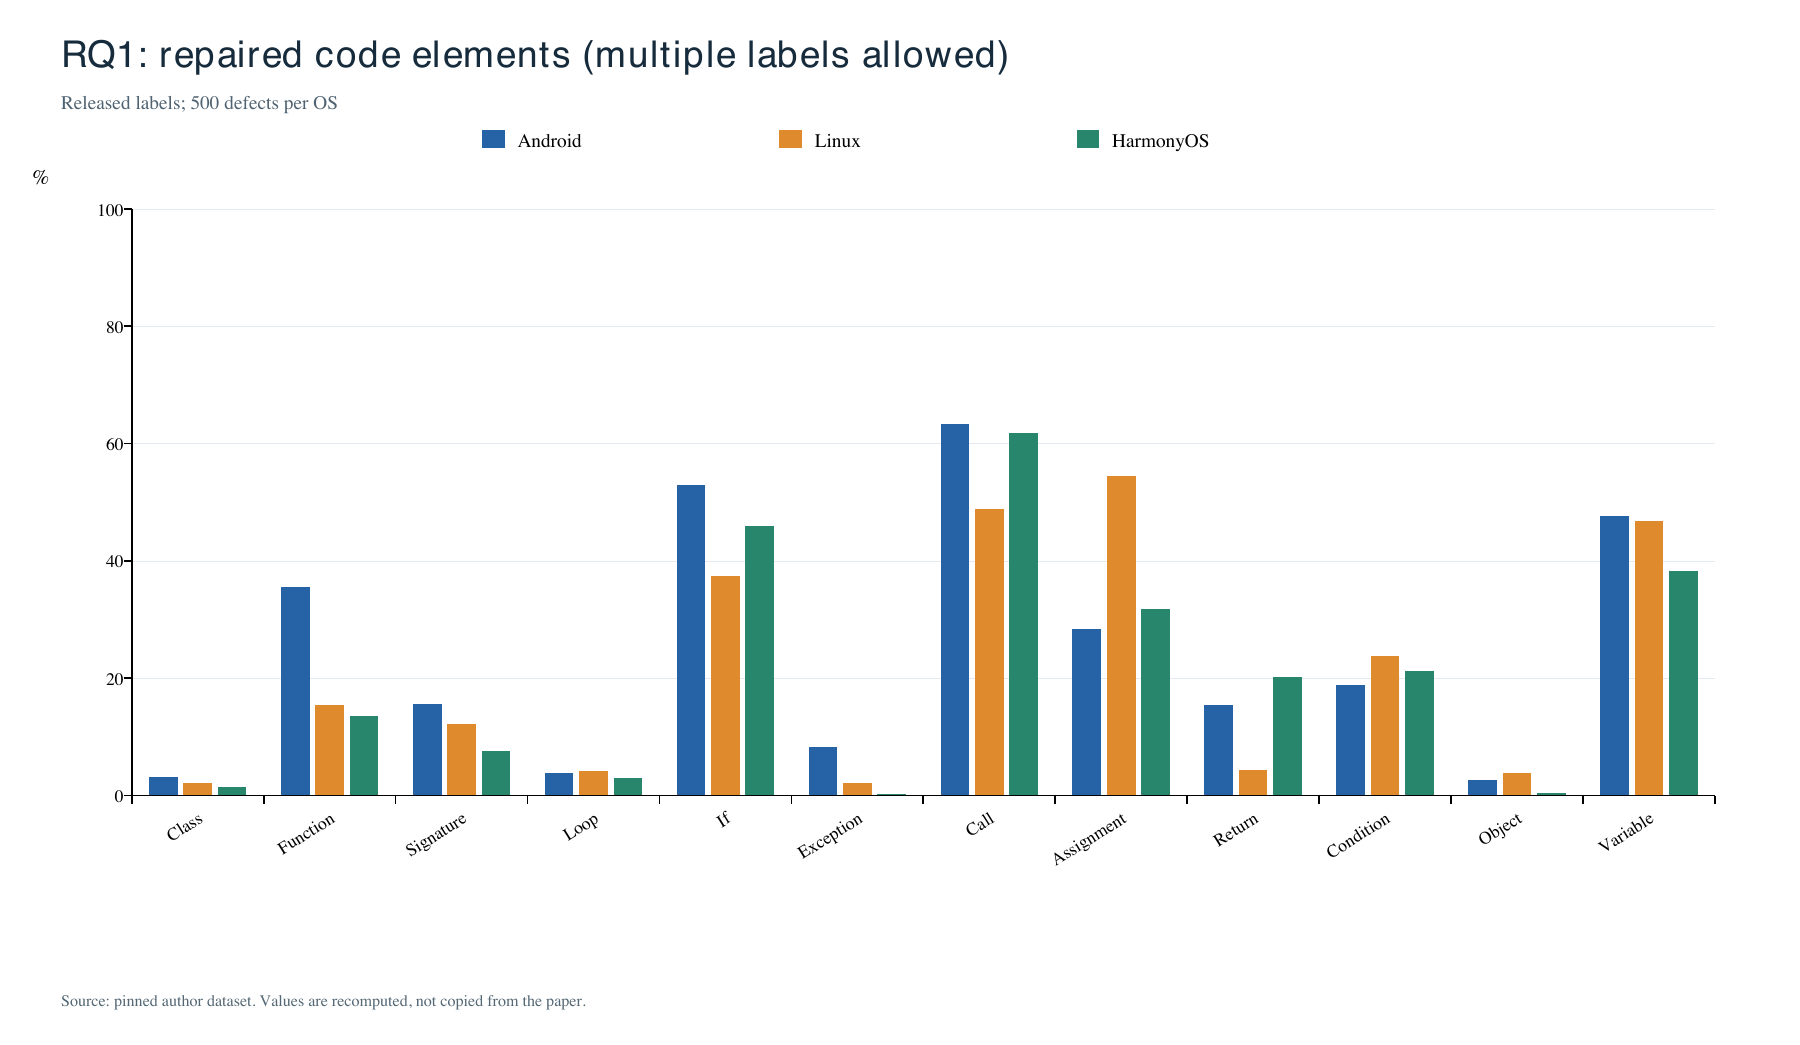 RQ1: repaired code elements (multiple labels allowed)
Released labels; 500 defects per OS
Android
Linux
HarmonyOS
%
100
80
60
40
20
0
Class
Function
Signature
Loop
If
Exception
Call
Assignment
Return
Condition
Object
Variable
Source: pinned author dataset. Values are recomputed, not copied from the paper.